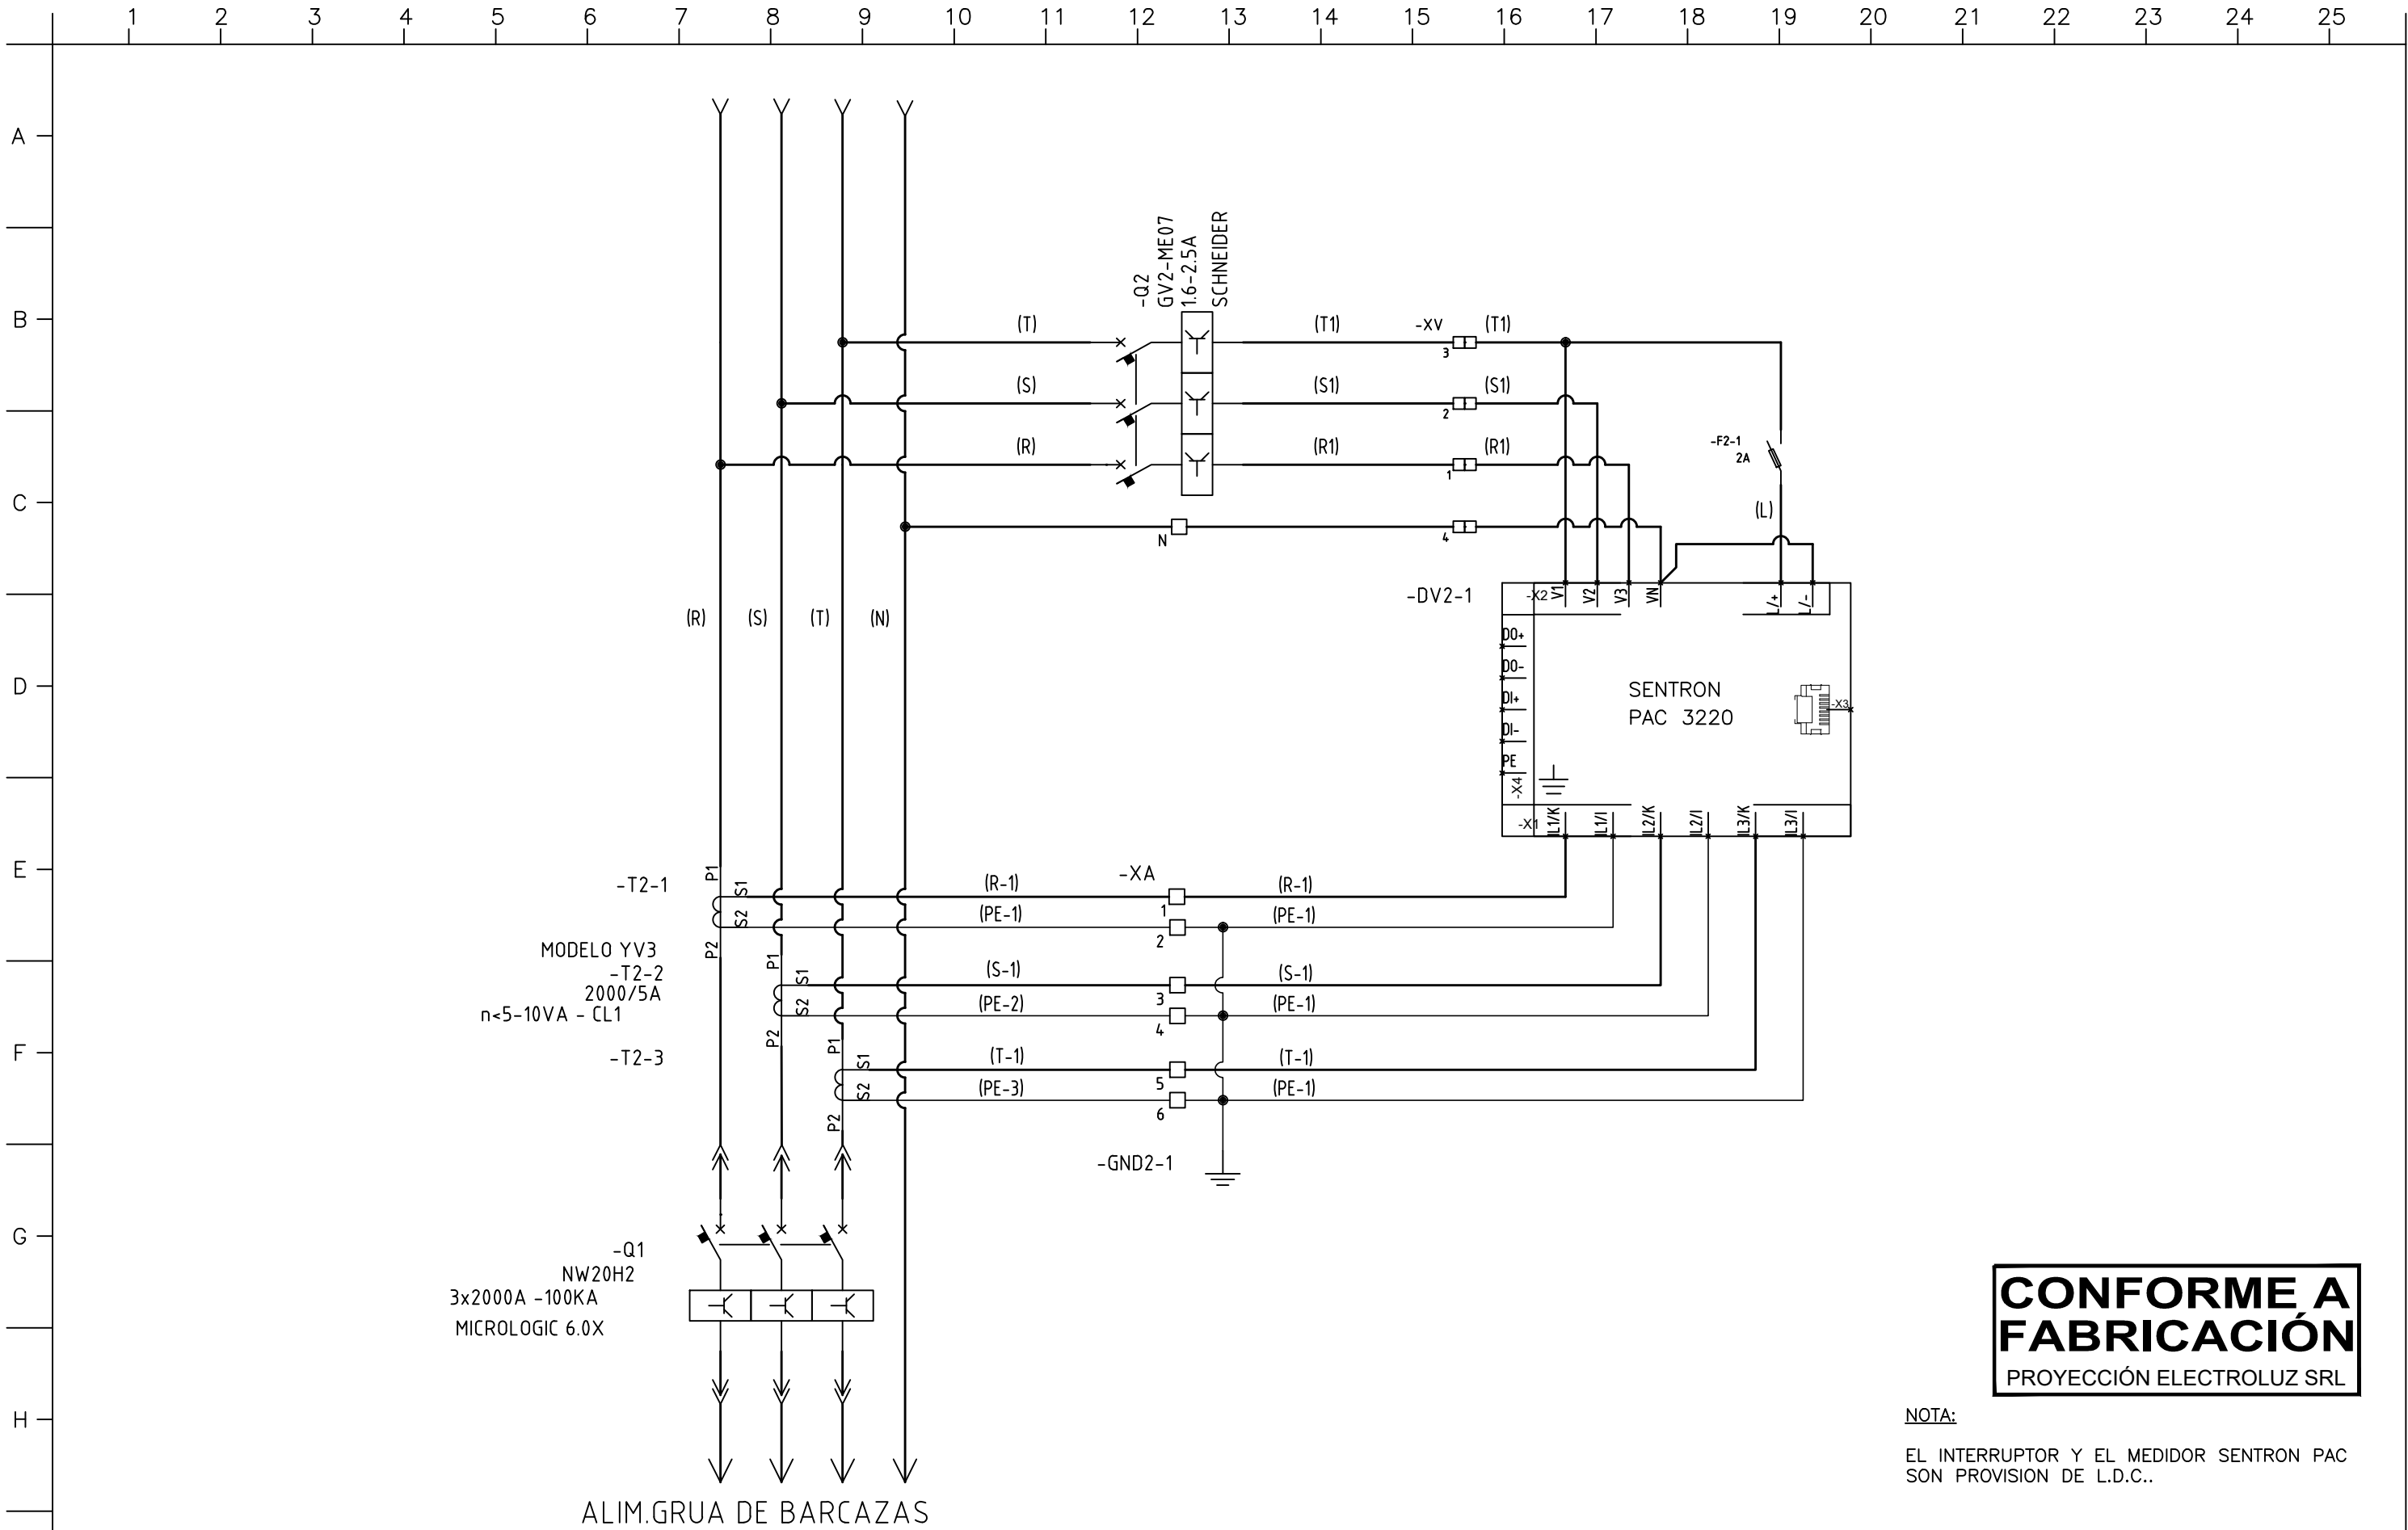 1 2 3 4 5 6 7 8 9 10 11 12 13 14 15 16 17 18 19 20 21 22 23 24 25
A
B
C
D
E
F
G
H
-Q2
GV2-ME07
1.6-2.5A
SCHNEIDER
(T) (T1) -XV (T1)
3
(S) (S1) (S1)
2
(R) (R1) (R1)
1
-F2-1
2A
(L)
N 4
-DV2-1
-X2 V1 V2 V3 VN L/+ L/-
(R) (S) (T) (N)
DO+
DO-
DI+
DI-
PE
-X4
SENTRON
PAC 3220
-X3
-X1 IL1/K IL1/I IL2/K IL2/I IL3/K IL3/I
-T2-1
P1 S1 S2 P2
(R-1) -XA (R-1)
1
(PE-1) (PE-1)
2
MODELO YV3
-T2-2
2000/5A
n<5-10VA - CL1
P1 S1 S2 P2
(S-1) (S-1)
3
(PE-2) (PE-1)
4
-T2-3
P1 S1 S2 P2
(T-1) (T-1)
5
(PE-3) (PE-1)
6
-GND2-1
-Q1
NW20H2
3x2000A -100KA
MICROLOGIC 6.0X
ALIM.GRUA DE BARCAZAS
CONFORME A
FABRICACIÓN
PROYECCIÓN ELECTROLUZ SRL
NOTA:
EL INTERRUPTOR Y EL MEDIDOR SENTRON PAC
SON PROVISION DE L.D.C..